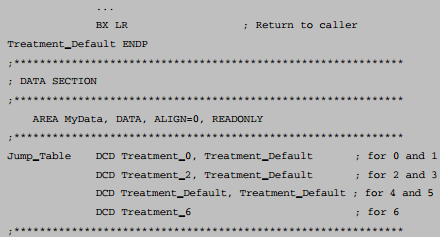 ...
BX LR ; Return to caller
Treatment_Default ENDP
;*************************************************************
; DATA SECTION
;*************************************************************
AREA MyData, DATA, ALIGN=0, READONLY
;*************************************************************
Jump_Table DCD Treatment_0, Treatment_Default ; for 0 and 1
DCD Treatment_2, Treatment_Default ; for 2 and 3
DCD Treatment_Default, Treatment_Default ; for 4 and 5
DCD Treatment_6 ; for 6
;*************************************************************